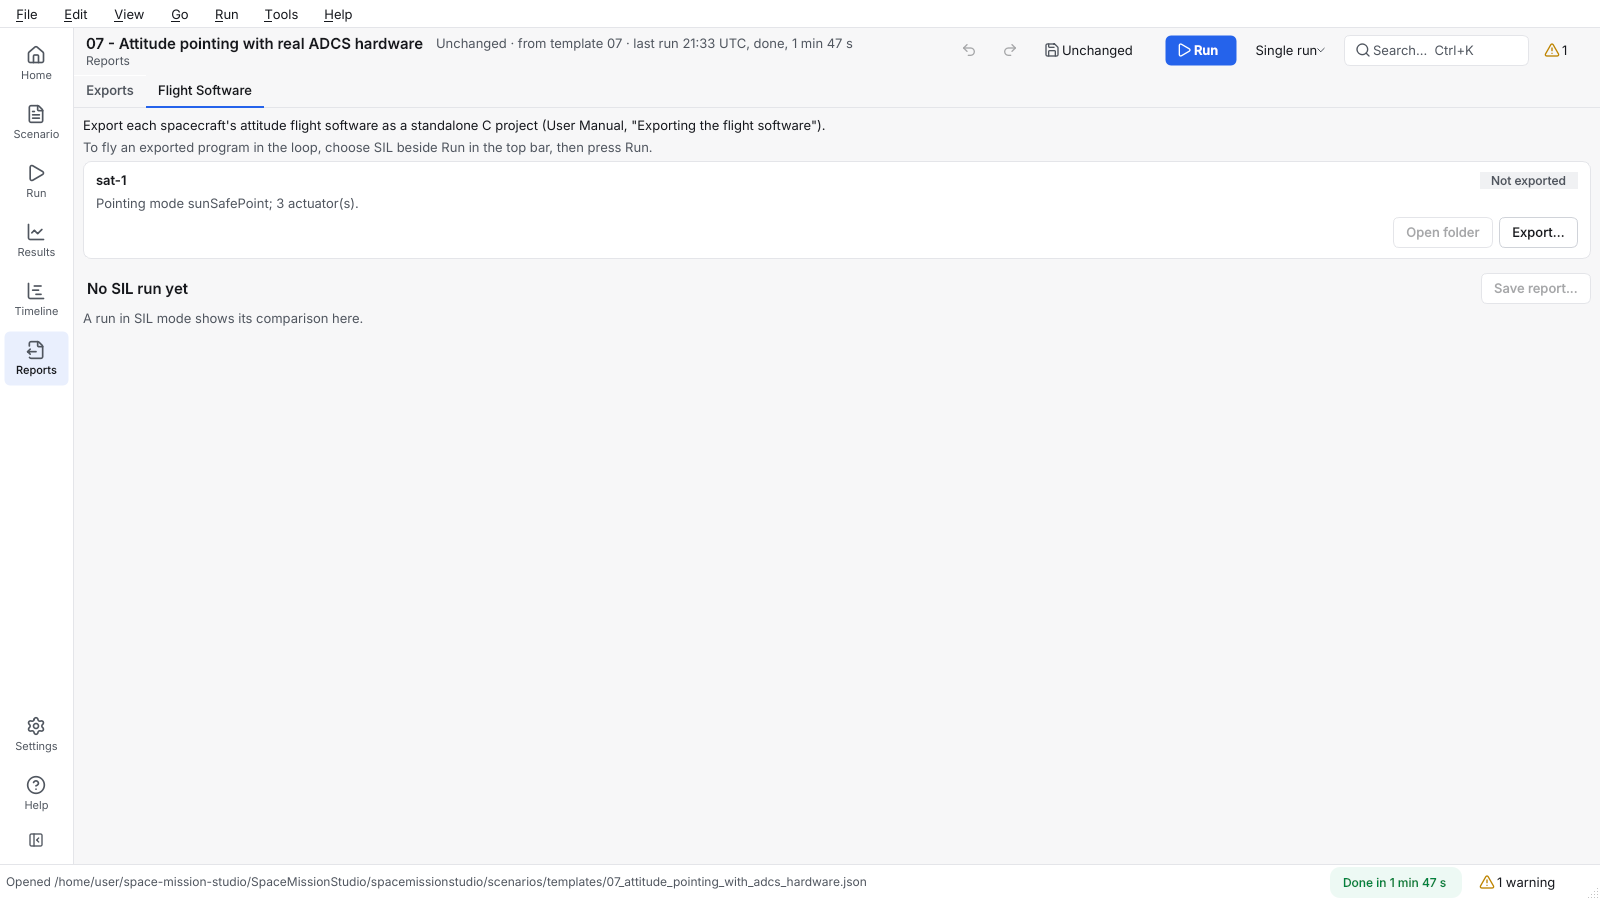 File Edit View Go Run Tools Help
07 - Attitude pointing with real ADCS hardware Unchanged · from template 07 · last run 21:33 UTC, done, 1 min 47 s
Reports
Unchanged Run Single run Search... Ctrl+K 1
Home
Scenario
Run
Results
Timeline
Reports
Settings
Help
Exports Flight Software
Export each spacecraft's attitude flight software as a standalone C project (User Manual, "Exporting the flight software").
To fly an exported program in the loop, choose SIL beside Run in the top bar, then press Run.
sat-1 Not exported
Pointing mode sunSafePoint; 3 actuator(s).
Open folder Export...
No SIL run yet Save report...
A run in SIL mode shows its comparison here.
Opened /home/user/space-mission-studio/SpaceMissionStudio/spacemissionstudio/scenarios/templates/07_attitude_pointing_with_adcs_hardware.json Done in 1 min 47 s 1 warning